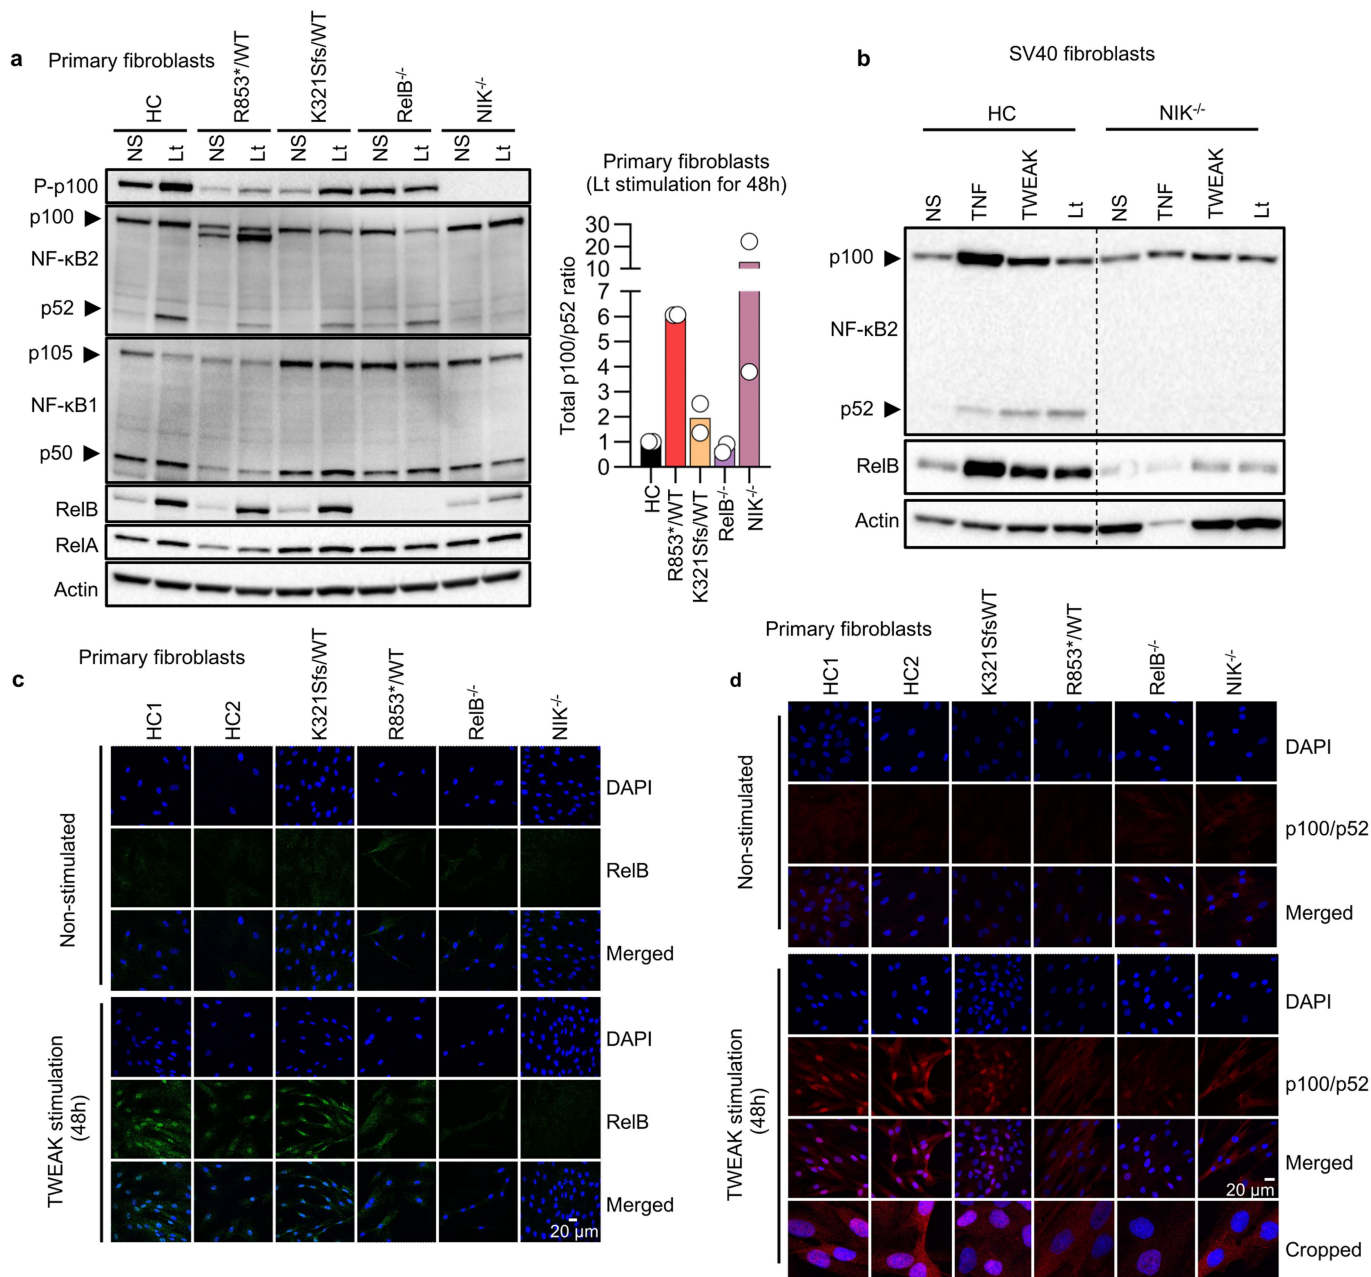 a
Primary fibroblasts
HC
R853*/WT
K321Sfs/WT
RelB-/-
NIK-/-
NS
Lt
NS
Lt
NS
Lt
NS
Lt
NS
Lt
P-p100
p100
NF-κB2
p52
p105
NF-κB1
p50
RelB
RelA
Actin
Primary fibroblasts
(Lt stimulation for 48h)
Total p100/p52 ratio
30
20
10
7
6
5
4
3
2
1
0
HC
R853*/WT
K321Sfs/WT
RelB-/-
NIK-/-
b
SV40 fibroblasts
HC
NIK-/-
NS
TNF
TWEAK
Lt
NS
TNF
TWEAK
Lt
p100
NF-κB2
p52
RelB
Actin
c
Primary fibroblasts
HC1
HC2
K321Sfs/WT
R853*/WT
RelB-/-
NIK-/-
Non-stimulated
DAPI
RelB
Merged
TWEAK stimulation
(48h)
DAPI
RelB
Merged
20 µm
d
Primary fibroblasts
HC1
HC2
K321SfsWT
R853*/WT
RelB-/-
NIK-/-
Non-stimulated
DAPI
p100/p52
Merged
TWEAK stimulation
(48h)
DAPI
p100/p52
Merged
20 µm
Cropped